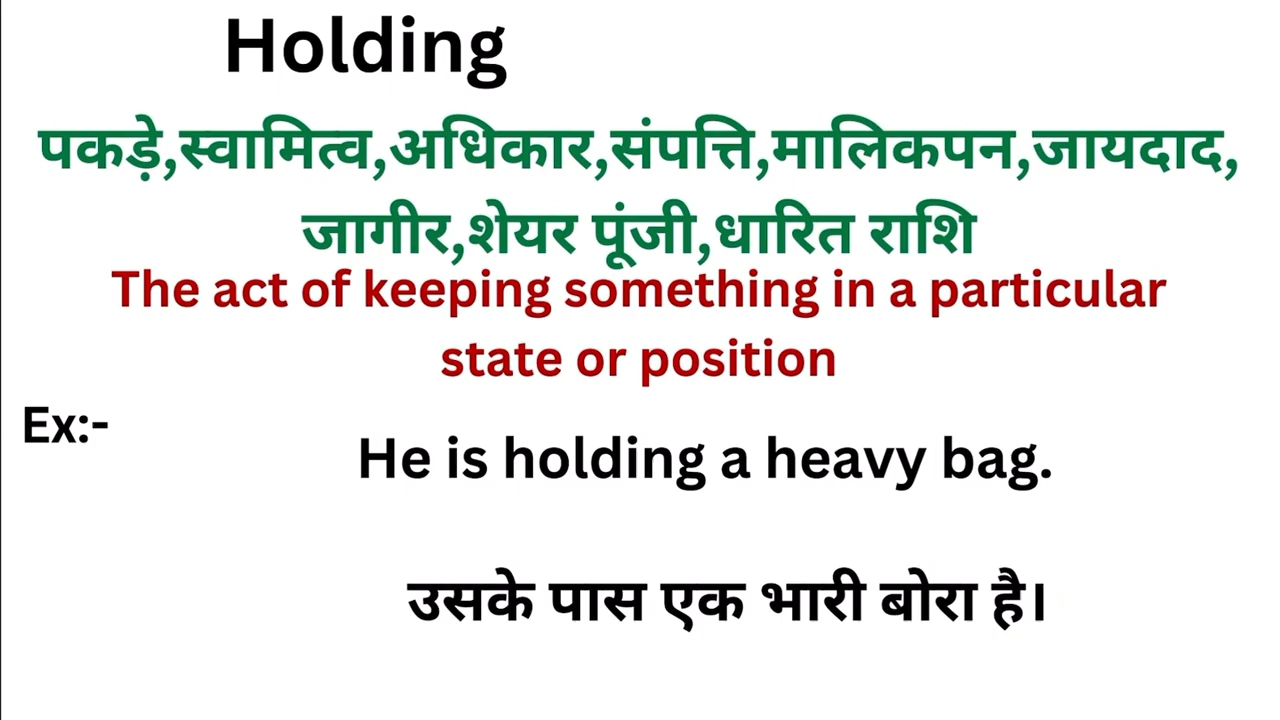 Holding
पकड़े,स्वामित्व,अधिकार,संपत्ति,मालिकपन,जायदाद,
जागीर,शेयर पूंजी,धारित राशि
The act of keeping something in a particular
state or position
Ex:-
He is holding a heavy bag.
उसके पास एक भारी बोरा है।